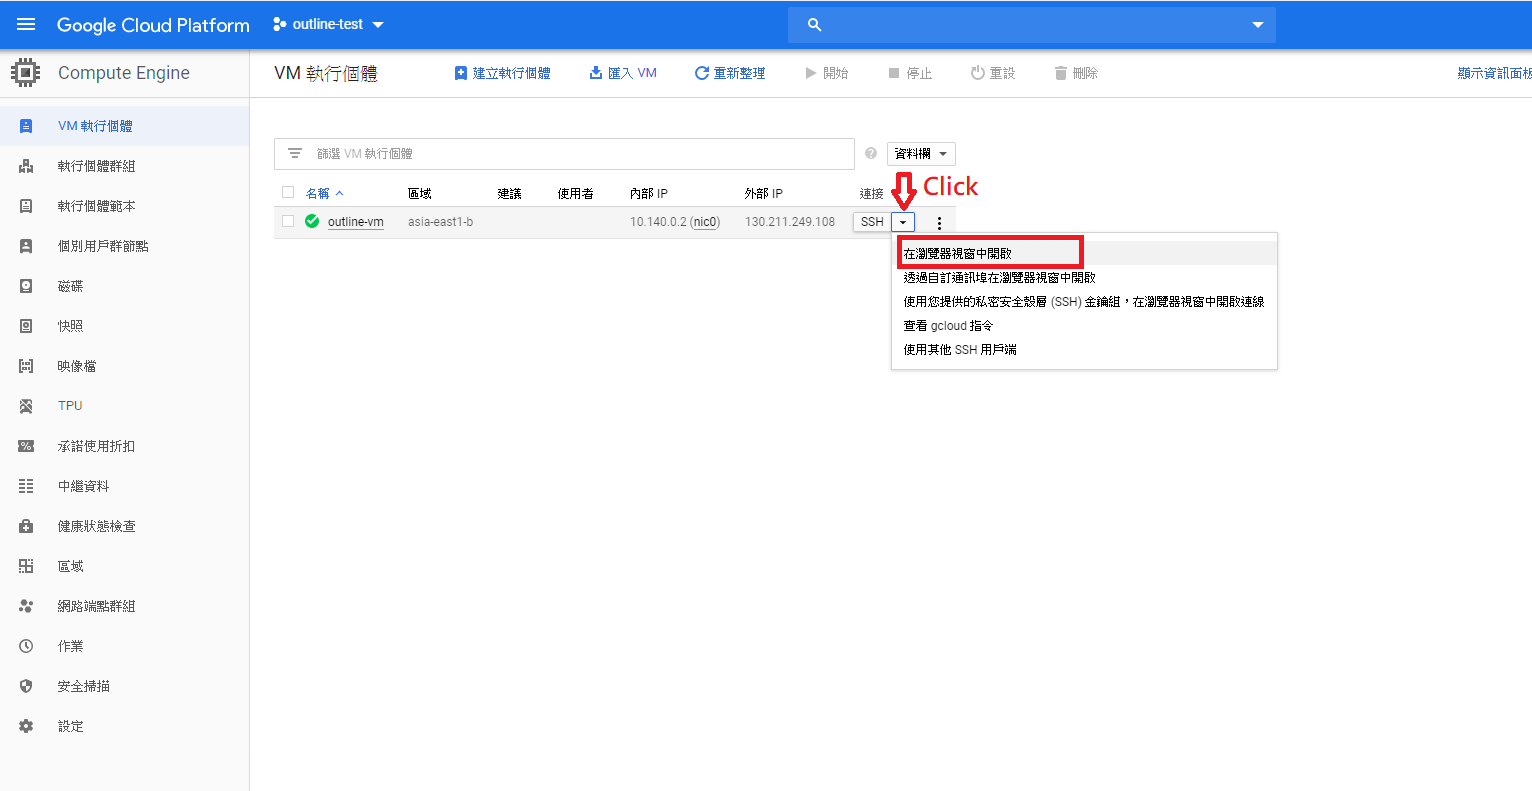 Google Cloud Platform
outline-test
Compute Engine
VM 執行個體
建立執行個體
匯入 VM
重新整理
開始
停止
重設
刪除
顯示資訊面板
VM 執行個體
執行個體群組
執行個體範本
個別用戶群節點
磁碟
快照
映像檔
TPU
承諾使用折扣
中繼資料
健康狀態檢查
區域
網路端點群組
作業
安全掃描
設定
篩選 VM 執行個體
資料欄
Click
名稱 區域 建議 使用者 內部 IP 外部 IP 連接
outline-vm asia-east1-b 10.140.0.2 (nic0) 130.211.249.108 SSH
在瀏覽器視窗中開啟
透過自訂通訊埠在瀏覽器視窗中開啟
使用您提供的私密安全殼層 (SSH) 金鑰組，在瀏覽器視窗中開啟連線
查看 gcloud 指令
使用其他 SSH 用戶端